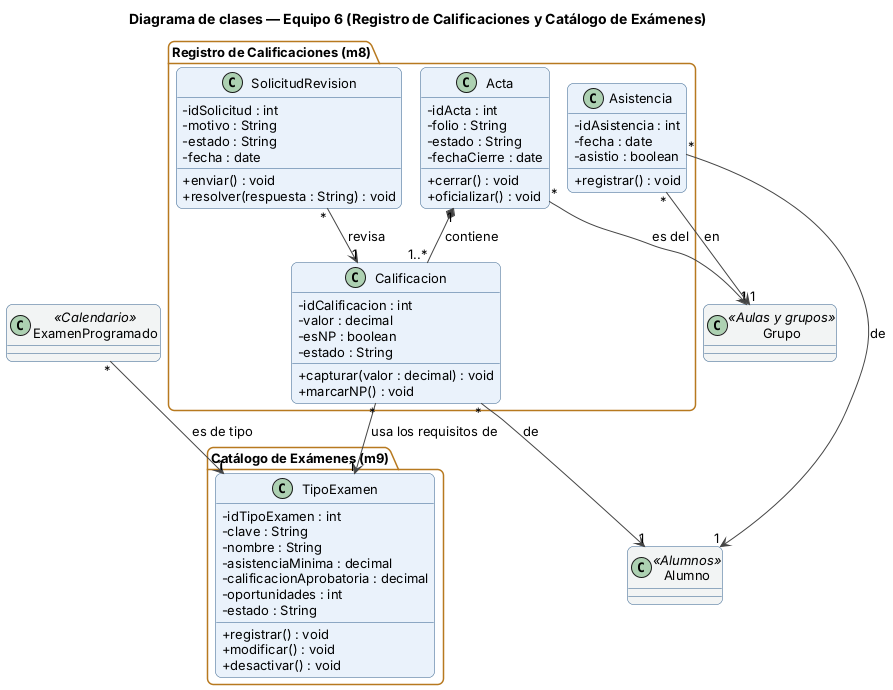 Diagrama de clases — Equipo 6 (Registro de Calificaciones y Catálogo de Exámenes)
Registro de Calificaciones (m8)
C SolicitudRevision
-idSolicitud : int
-motivo : String
-estado : String
-fecha : date
+enviar() : void
+resolver(respuesta : String) : void
C Acta
-idActa : int
-folio : String
-estado : String
-fechaCierre : date
+cerrar() : void
+oficializar() : void
C Asistencia
-idAsistencia : int
-fecha : date
-asistio : boolean
+registrar() : void
*
revisa
1
1
contiene
1..*
*
es del
1
*
en
1
*
de
1
C Calificacion
-idCalificacion : int
-valor : decimal
-esNP : boolean
-estado : String
+capturar(valor : decimal) : void
+marcarNP() : void
C «Calendario»
ExamenProgramado
C «Aulas y grupos»
Grupo
*
es de tipo
1
*
usa los requisitos de
1
*
de
1
Catálogo de Exámenes (m9)
C TipoExamen
-idTipoExamen : int
-clave : String
-nombre : String
-asistenciaMinima : decimal
-calificacionAprobatoria : decimal
-oportunidades : int
-estado : String
+registrar() : void
+modificar() : void
+desactivar() : void
C «Alumnos»
Alumno